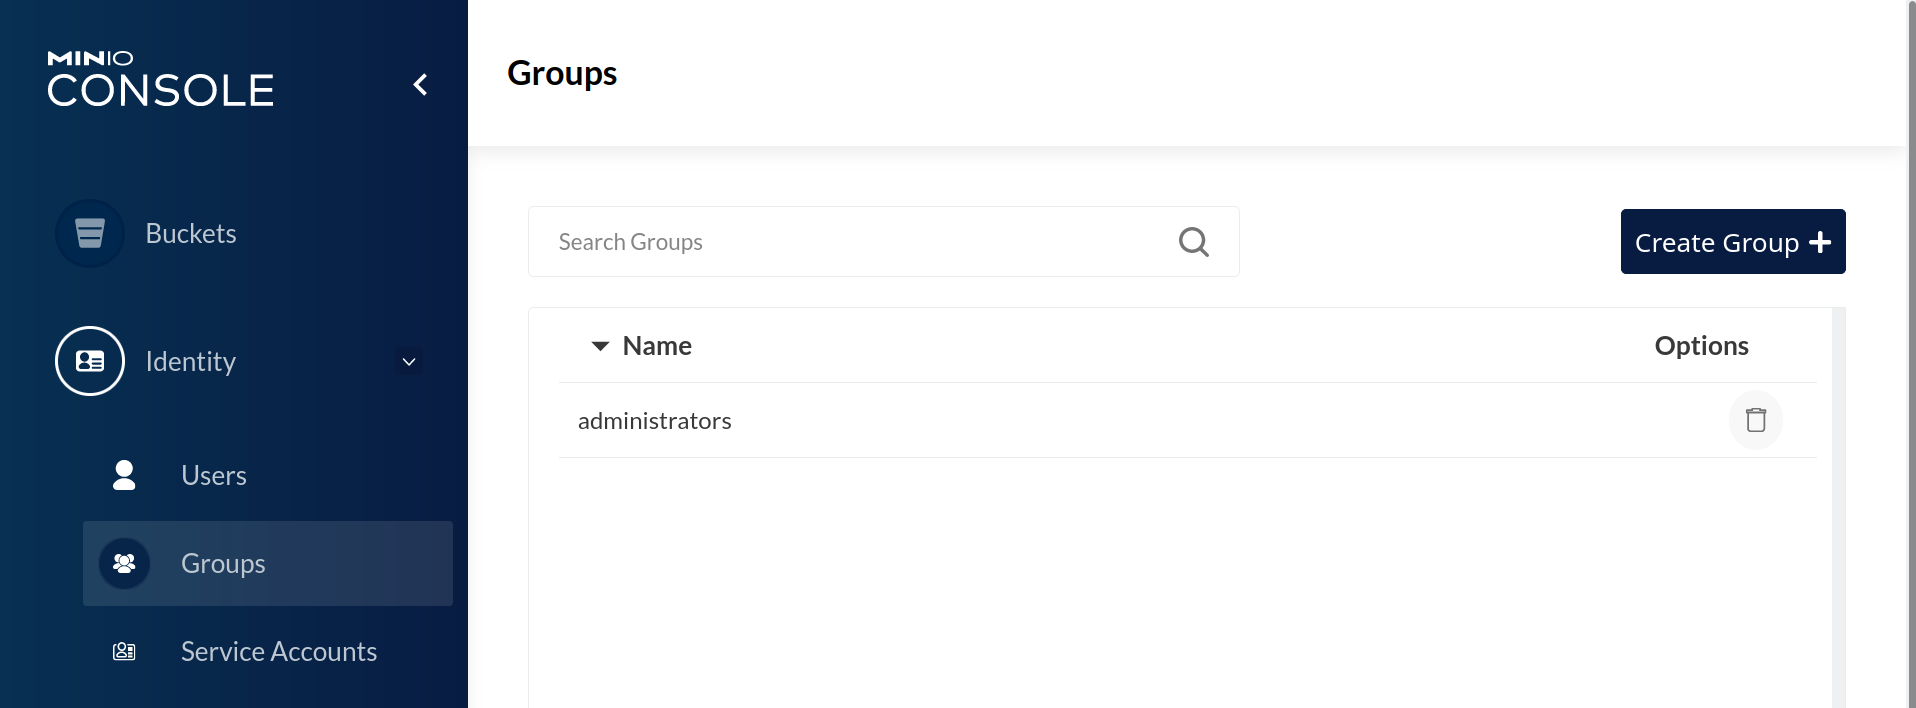 MINIO
CONSOLE
Buckets
Identity
Users
Groups
Service Accounts
Groups
Search Groups
Create Group
Name
Options
administrators